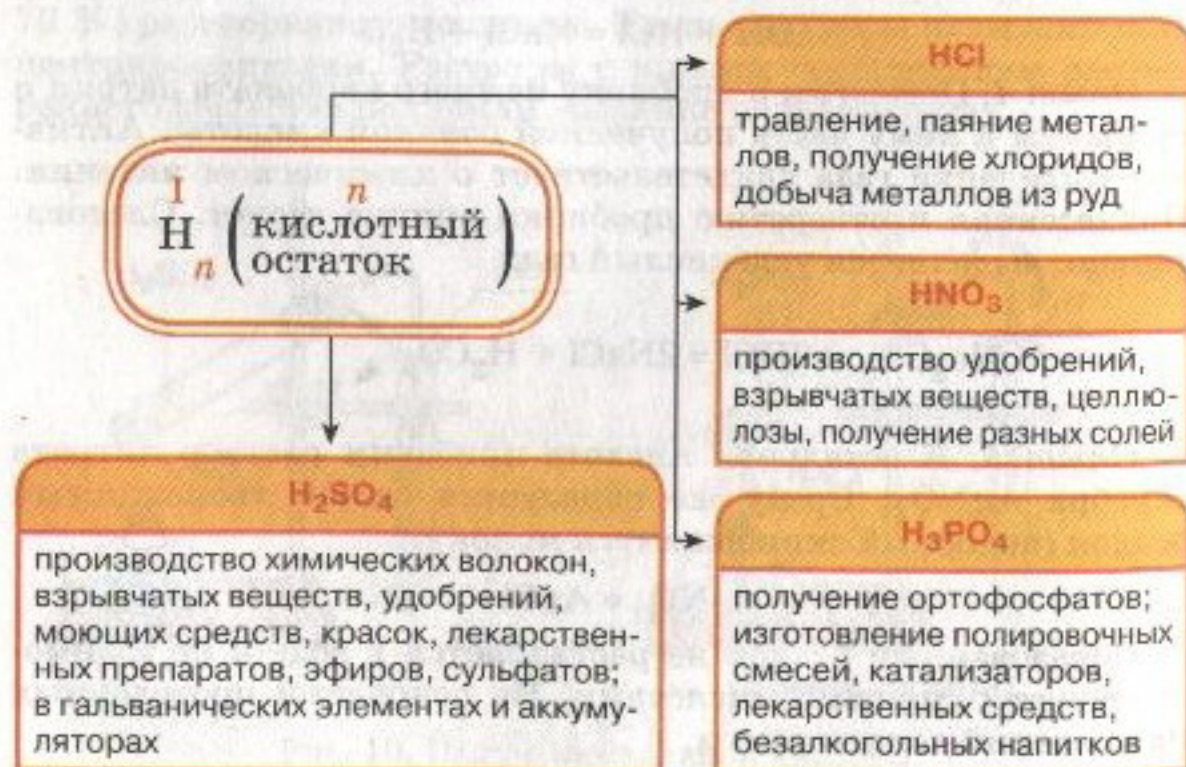 I n
H n (кислотный
остаток)
HCl
травление, паяние метал-
лов, получение хлоридов,
добыча металлов из руд
HNO₃
производство удобрений,
взрывчатых веществ, целлю-
лозы, получение разных солей
H₂SO₄
производство химических волокон,
взрывчатых веществ, удобрений,
моющих средств, красок, лекарствен-
ных препаратов, эфиров, сульфатов;
в гальванических элементах и аккуму-
ляторах
H₃PO₄
получение ортофосфатов;
изготовление полировочных
смесей, катализаторов,
лекарственных средств,
безалкогольных напитков